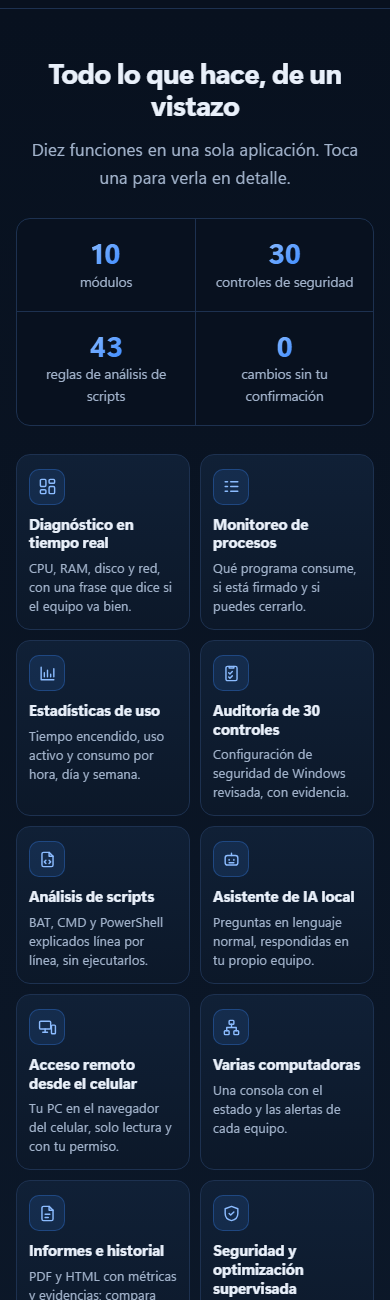 Todo lo que hace, de un
vistazo
Diez funciones en una sola aplicación. Toca
una para verla en detalle.
10
módulos
30
controles de seguridad
43
reglas de análisis de
scripts
0
cambios sin tu
confirmación
Diagnóstico en
tiempo real
CPU, RAM, disco y red,
con una frase que dice si
el equipo va bien.
Monitoreo de
procesos
Qué programa consume,
si está firmado y si
puedes cerrarlo.
Estadísticas de uso
Tiempo encendido, uso
activo y consumo por
hora, día y semana.
Auditoría de 30
controles
Configuración de
seguridad de Windows
revisada, con evidencia.
Análisis de scripts
BAT, CMD y PowerShell
explicados línea por
línea, sin ejecutarlos.
Asistente de IA local
Preguntas en lenguaje
normal, respondidas en
tu propio equipo.
Acceso remoto
desde el celular
Tu PC en el navegador
del celular, solo lectura y
con tu permiso.
Varias computadoras
Una consola con el
estado y las alertas de
cada equipo.
Informes e historial
PDF y HTML con métricas
y evidencias; compara
Seguridad y
optimización
supervisada